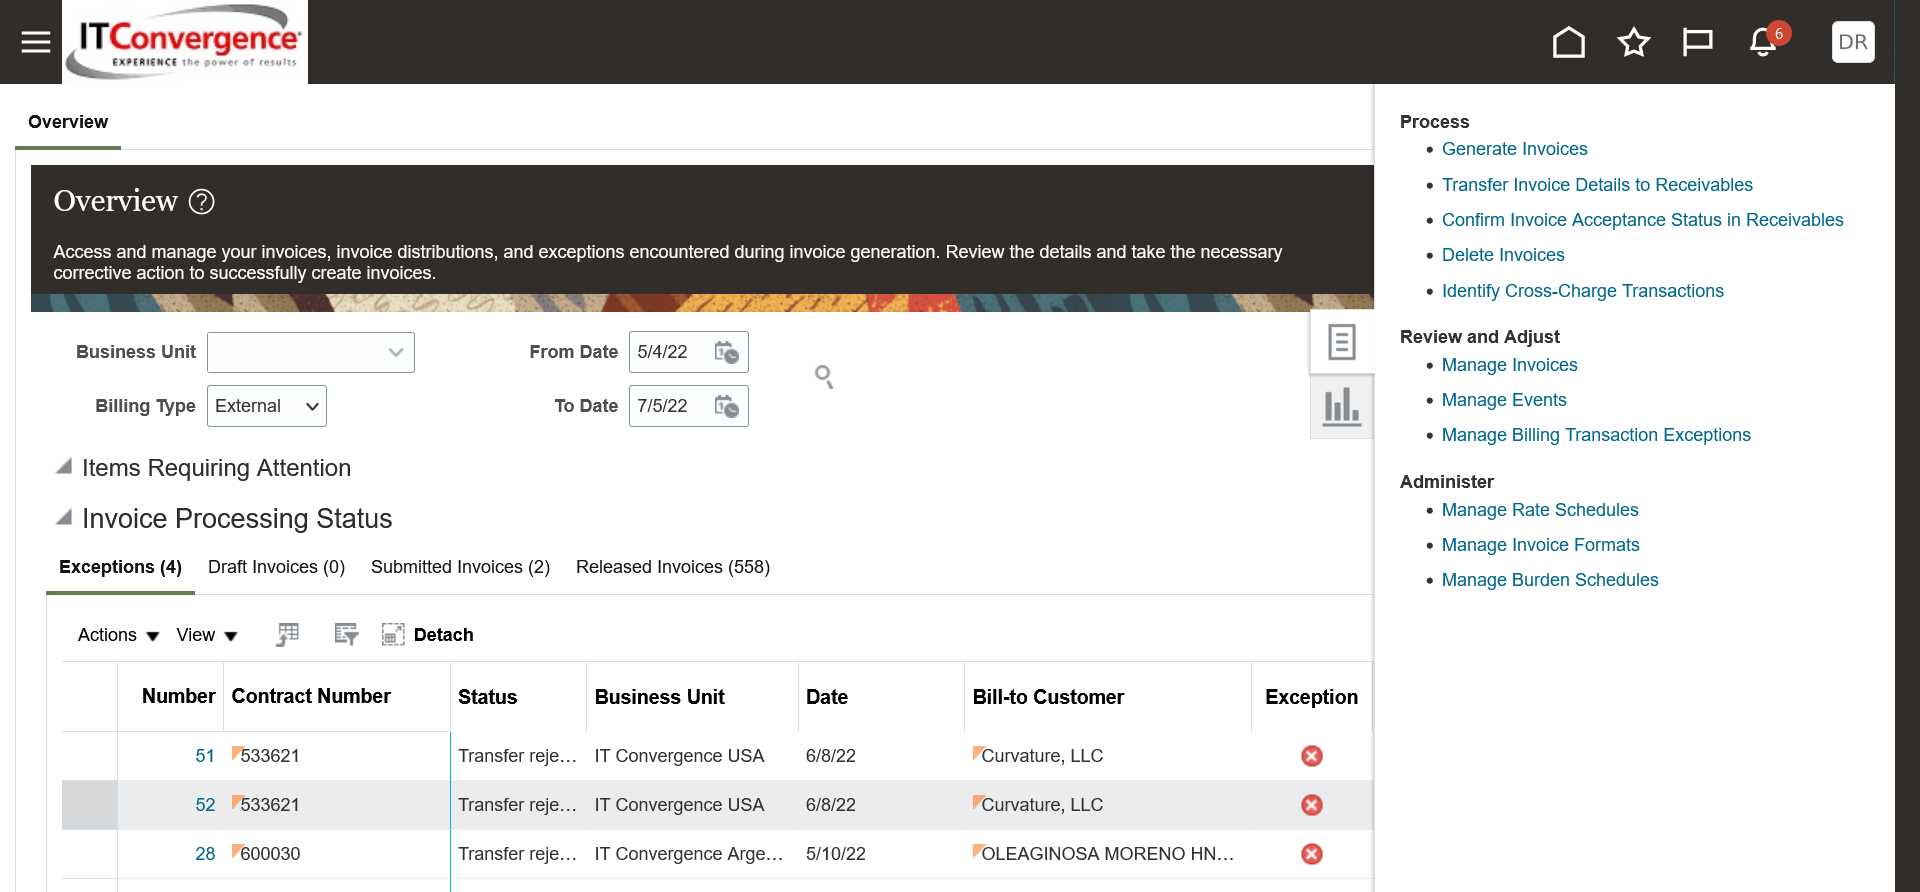 ITConvergence
EXPERIENCE the power of results
6
DR
Overview
Overview ?
Access and manage your invoices, invoice distributions, and exceptions encountered during invoice generation. Review the details and take the necessary
corrective action to successfully create invoices.
Business Unit
From Date 5/4/22
Billing Type External
To Date 7/5/22
Items Requiring Attention
Invoice Processing Status
Exceptions (4) Draft Invoices (0) Submitted Invoices (2) Released Invoices (558)
Actions View Detach
Number Contract Number Status Business Unit Date Bill-to Customer Exception
51 533621 Transfer reje... IT Convergence USA 6/8/22 Curvature, LLC
52 533621 Transfer reje... IT Convergence USA 6/8/22 Curvature, LLC
28 600030 Transfer reje... IT Convergence Arge... 5/10/22 OLEAGINOSA MORENO HN...
Process
Generate Invoices
Transfer Invoice Details to Receivables
Confirm Invoice Acceptance Status in Receivables
Delete Invoices
Identify Cross-Charge Transactions
Review and Adjust
Manage Invoices
Manage Events
Manage Billing Transaction Exceptions
Administer
Manage Rate Schedules
Manage Invoice Formats
Manage Burden Schedules